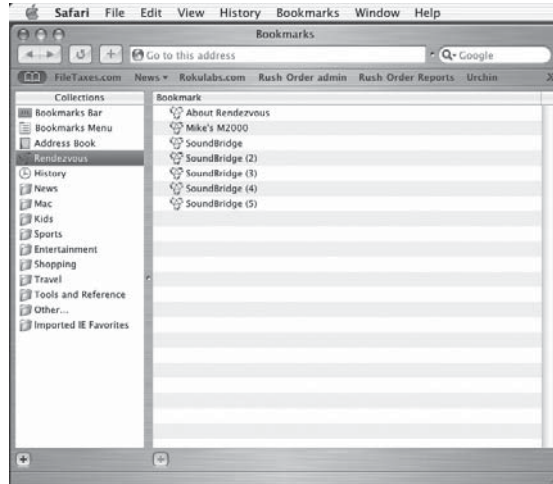 Safari File Edit View History Bookmarks Window Help
Bookmarks
Go to this address
Google
FileTaxes.com News Rokulabs.com Rush Order admin Rush Order Reports Urchin
Collections
Bookmark
Bookmarks Bar
Bookmarks Menu
Address Book
Rendezvous
History
News
Mac
Kids
Sports
Entertainment
Shopping
Travel
Tools and Reference
Other...
Imported IE Favorites
About Rendezvous
Mike's M2000
SoundBridge
SoundBridge (2)
SoundBridge (3)
SoundBridge (4)
SoundBridge (5)